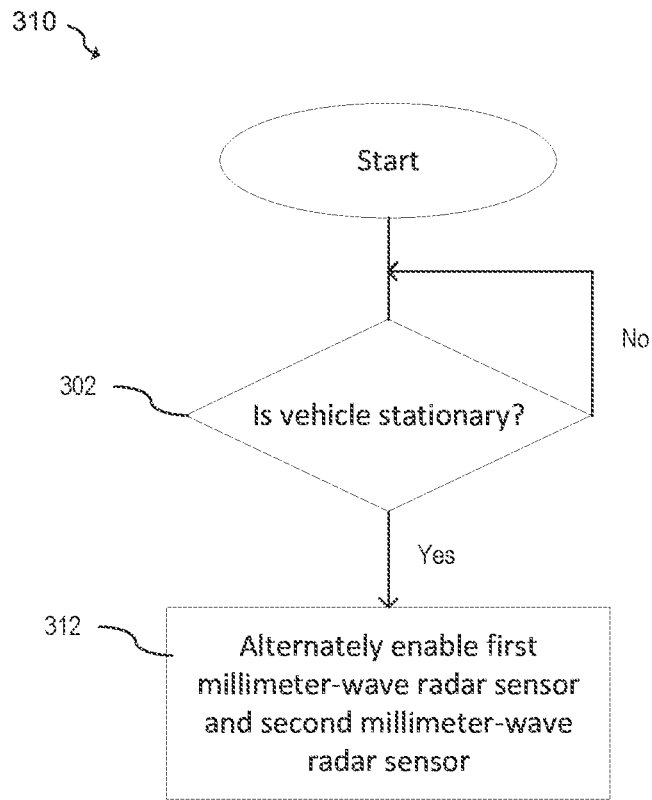 310
Start
No
302
Is vehicle stationary?
Yes
312
Alternately enable first
millimeter-wave radar sensor
and second millimeter-wave
radar sensor